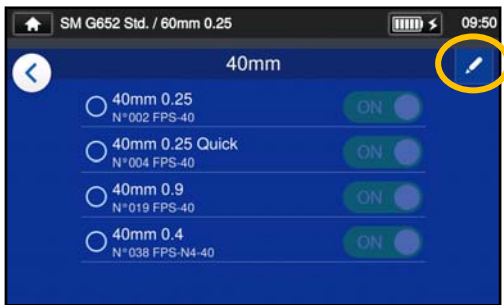 SM G652 Std. / 60mm 0.25
09:50
40mm
40mm 0.25
ON
N°002 FPS-40
40mm 0.25 Quick
ON
N°004 FPS-40
40mm 0.9
ON
N°019 FPS-40
40mm 0.4
ON
N°038 FPS-N4-40